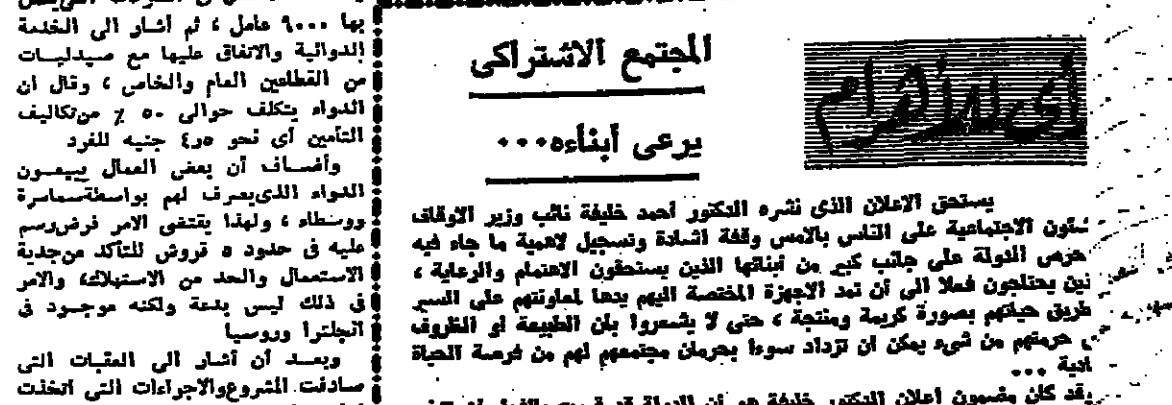 رأى للأهرام
المجتمع الاشتراكى
يرعى أبناءه ٠٠٠
يستحق الاعلان الذى نشره الدكتور أحمد خليفة نائب وزير الاوقاف
شئون الاجتماعية على الناس بالامس وقفة اشادة وتسجيل لاهمية ما جاء فيه
حرص الدولة على جانب كبير من أبنائها الذين يستحقون الاهتمام والرعاية ،
يحتاجون فعلا الى أن تمد الاجهزة المختصة اليهم يدها لمعاونتهم على السير
طريق حياتهم بصورة كريمة ومنتجة ، حتى لا يشعروا بأن الطبيعة او الظروف
حرمتهم من شىء يمكن ان تزداد سوءا بحرمان مجتمعهم لهم من فرصة الحياة
٠٠٠
كان مضمون اعلان الدكتور خليفة هو أن الدولة
بها ٩٠٠٠ عامل ، ثم أشار الى الخدمة
الدوائية والاتفاق عليها مع صيدليات
من القطاعين العام والخاص ، وقال ان
الدواء يتكلف حوالى ٥٠ ٪ من تكاليف
التأمين أى نحو ٤٫٥ جنيه للفرد
وأضاف أن بعض العمال يبيعون
الدواء الذى يصرف لهم بواسطة سماسرة
ووسطاء ، ولهذا يقتضى الامر فرض رسم
عليه فى حدود ٥ قروش للتأكد من جدية
الاستعمال والحد من الاستهلاك، والامر
فى ذلك ليس بدعة ولكنه موجود فى
انجلترا وروسيا
وبعد أن أشار الى العقبات التى
صادفت المشروع والاجراءات التى اتخذت